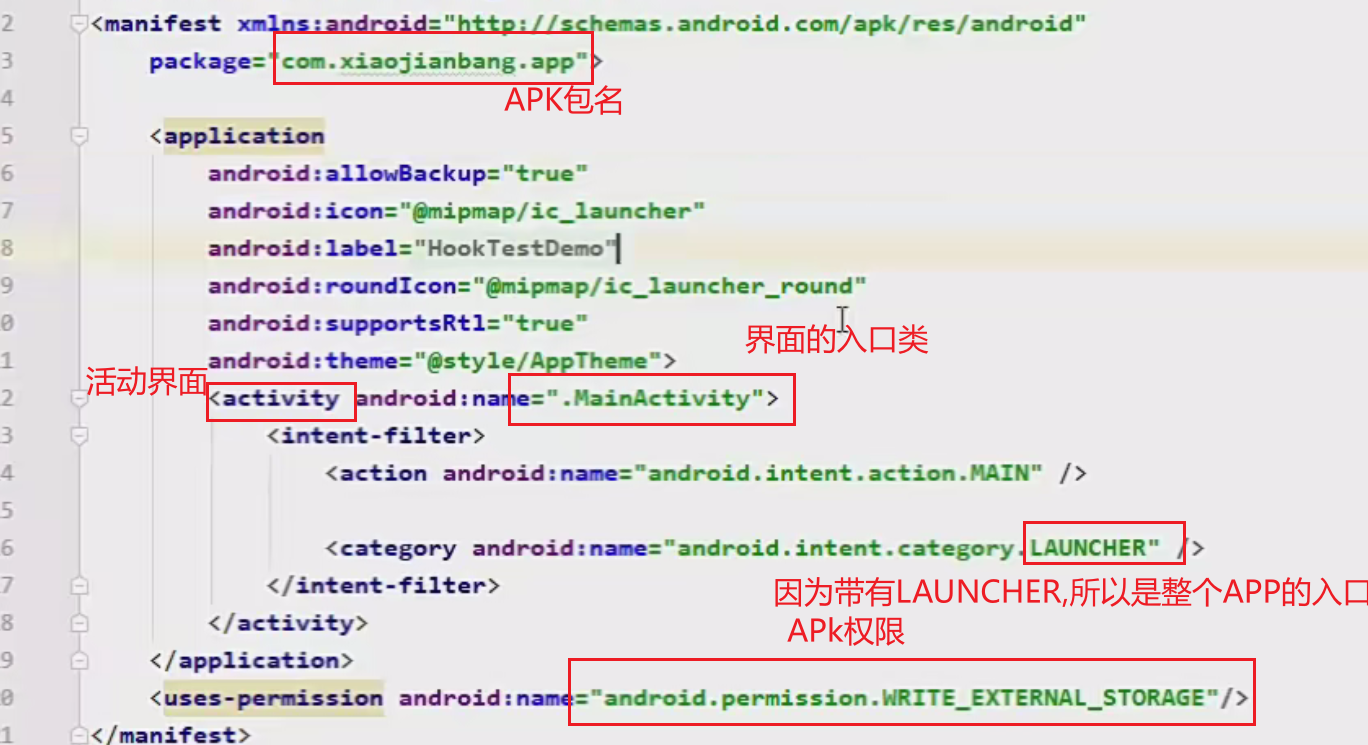 2 <manifest xmlns:android="http://schemas.android.com/apk/res/android"
3 package="com.xiaojianbang.app">
APK包名
4
5 <application
6 android:allowBackup="true"
7 android:icon="@mipmap/ic_launcher"
8 android:label="HookTestDemo"
9 android:roundIcon="@mipmap/ic_launcher_round"
0 android:supportsRtl="true"
界面的入口类
1 android:theme="@style/AppTheme">
活动界面
2 <activity android:name=".MainActivity">
3 <intent-filter>
4 <action android:name="android.intent.action.MAIN" />
5
6 <category android:name="android.intent.category.LAUNCHER" />
7 </intent-filter>
因为带有LAUNCHER,所以是整个APP的入口
8 </activity>
APk权限
9 </application>
0 <uses-permission android:name="android.permission.WRITE_EXTERNAL_STORAGE"/>
1 </manifest>